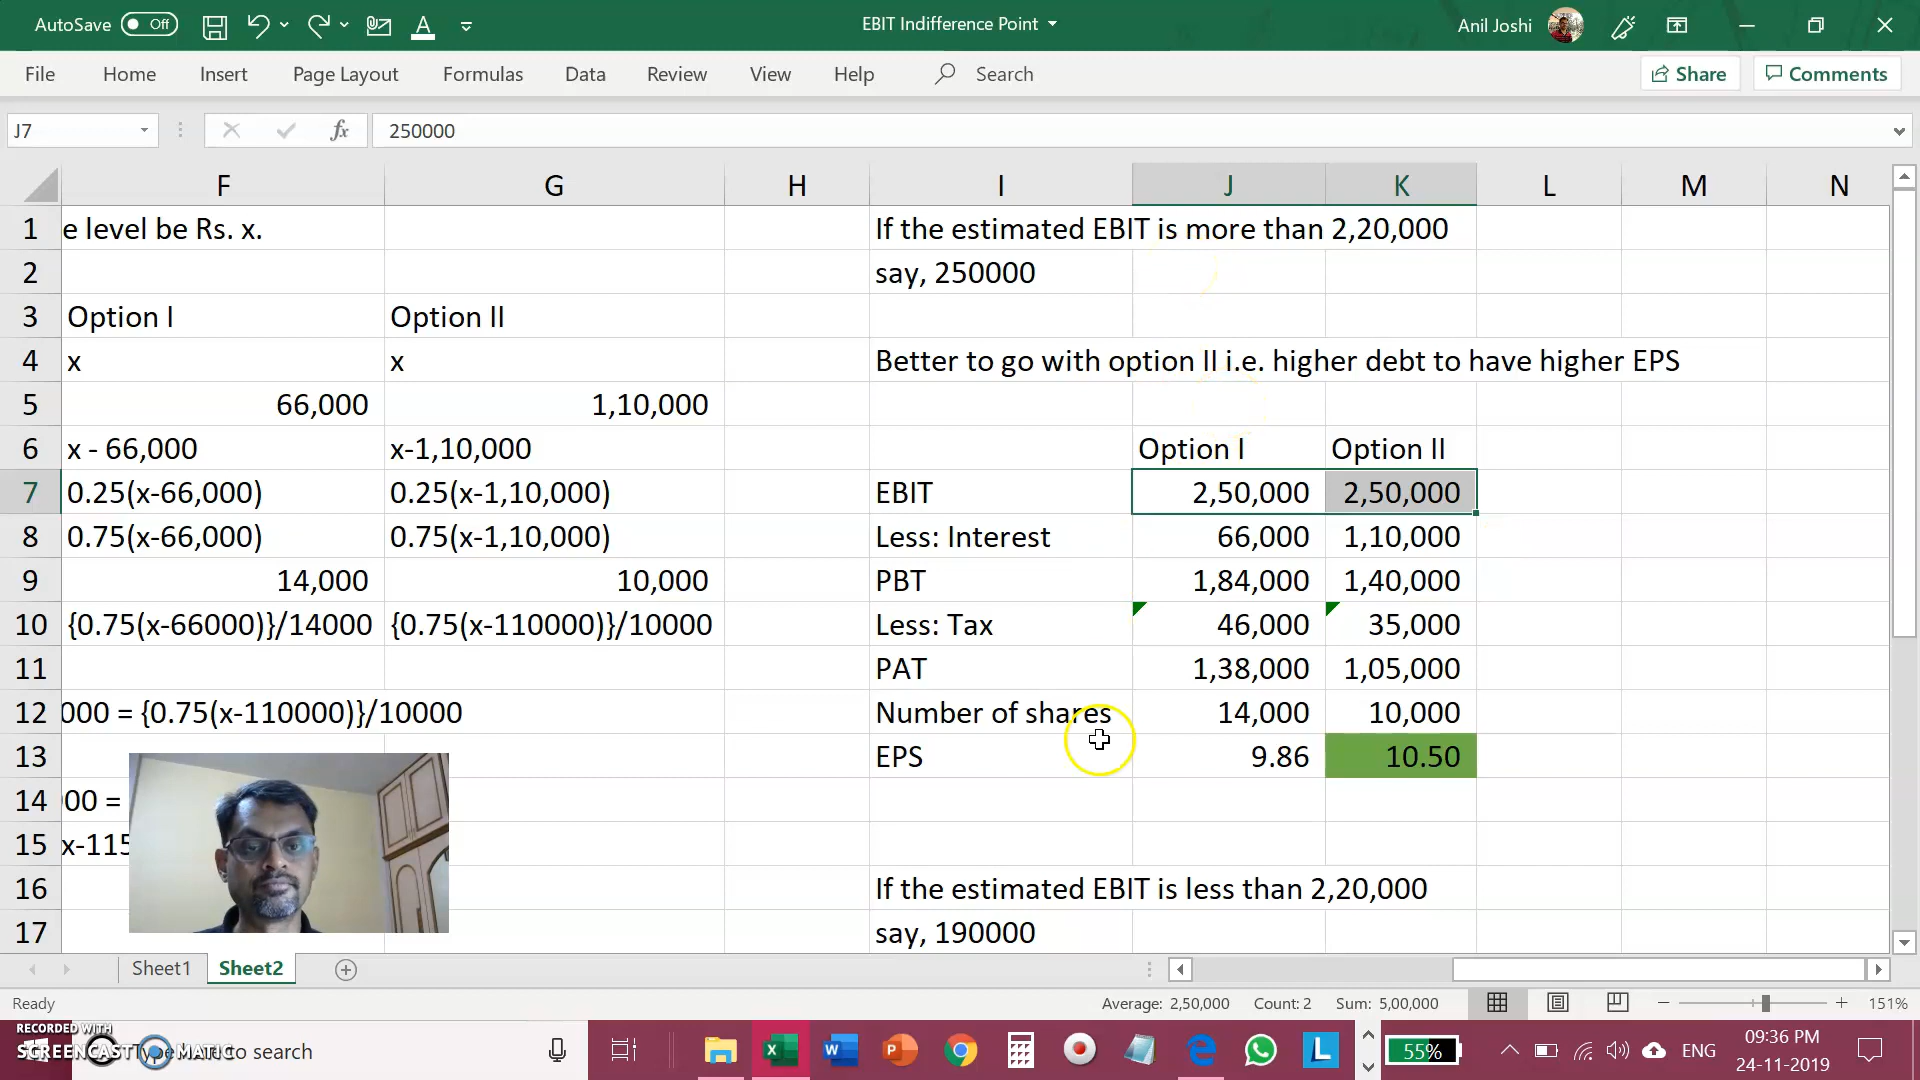 AutoSave Off
EBIT Indifference Point
Anil Joshi
File Home Insert Page Layout Formulas Data Review View Help Search Share Comments
J7 fx 250000
F G H I J K L M N
1 e level be Rs. x. If the estimated EBIT is more than 2,20,000
2 say, 250000
3 Option I Option II
4 x x Better to go with option II i.e. higher debt to have higher EPS
5 66,000 1,10,000
6 x - 66,000 x-1,10,000 Option I Option II
7 0.25(x-66,000) 0.25(x-1,10,000) EBIT 2,50,000 2,50,000
8 0.75(x-66,000) 0.75(x-1,10,000) Less: Interest 66,000 1,10,000
9 14,000 10,000 PBT 1,84,000 1,40,000
10 {0.75(x-66000)}/14000 {0.75(x-110000)}/10000 Less: Tax 46,000 35,000
11 PAT 1,38,000 1,05,000
12 000 = {0.75(x-110000)}/10000 Number of shares 14,000 10,000
13 EPS 9.86 10.50
14 00 =
15 x-115
16 If the estimated EBIT is less than 2,20,000
17 say, 190000
Sheet1 Sheet2
Ready Average: 2,50,000 Count: 2 Sum: 5,00,000 151%
RECORDED WITH
SCREENCAST MATIC
to search
55% ENG
09:36 PM
24-11-2019